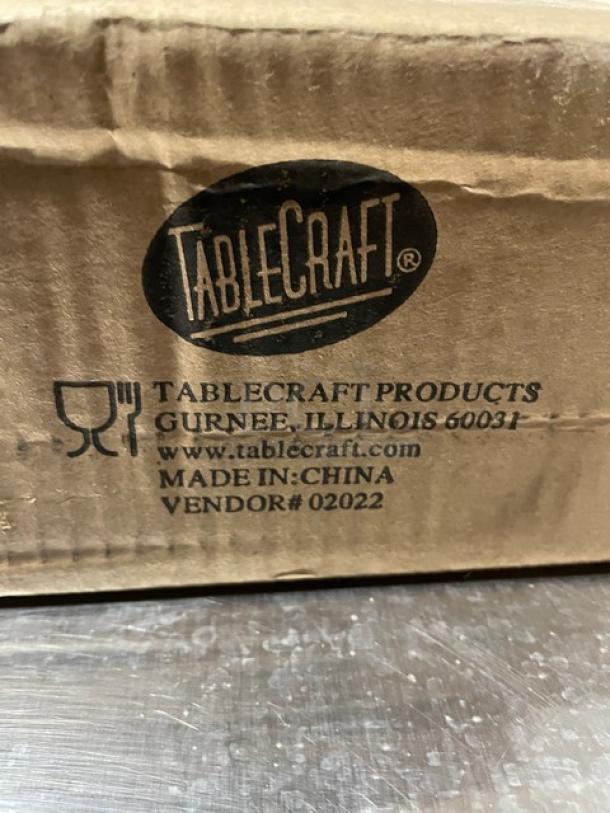 TABLECRAFT®
TABLECRAFT PRODUCTS
GURNEE, ILLINOIS 60031
www.tablecraft.com
MADE IN:CHINA
VENDOR# 02022